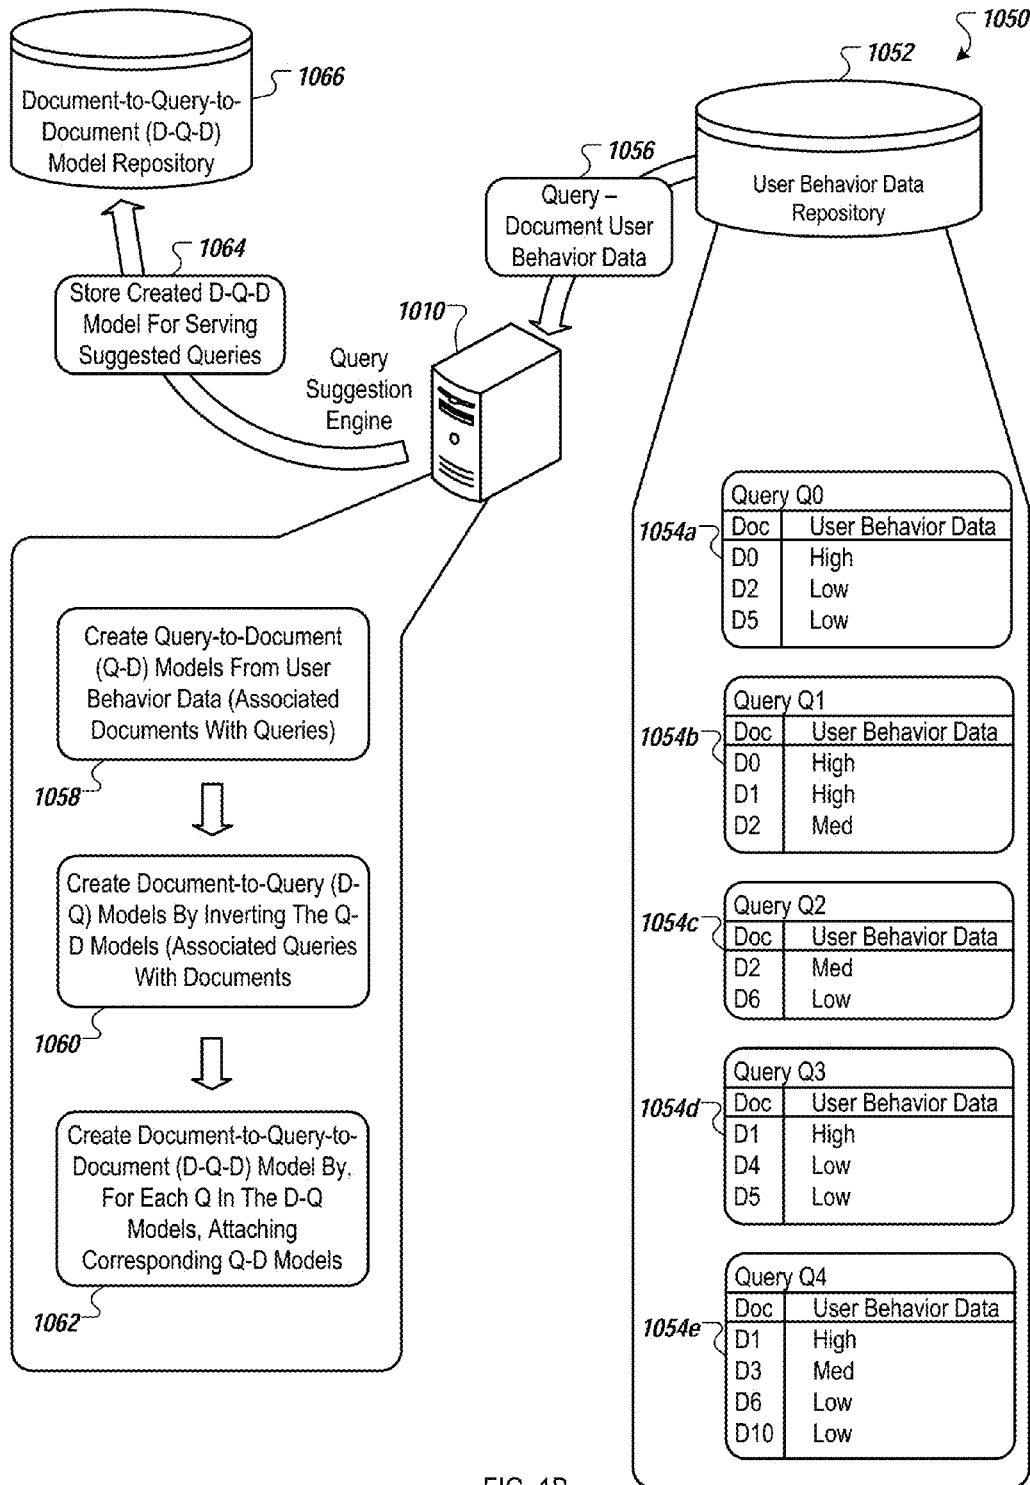 1050
1066
1052
Document-to-Query-to-
Document (D-Q-D)
Model Repository
1056
Query –
Document User
Behavior Data
User Behavior Data
Repository
1064
Store Created D-Q-D
Model For Serving
Suggested Queries
1010
Query
Suggestion
Engine
Create Query-to-Document
(Q-D) Models From User
Behavior Data (Associated
Documents With Queries)
1058
Create Document-to-Query (D-
Q) Models By Inverting The Q-
D Models (Associated Queries
With Documents
1060
Create Document-to-Query-to-
Document (D-Q-D) Model By,
For Each Q In The D-Q
Models, Attaching
Corresponding Q-D Models
1062
Query Q0
1054a
Doc User Behavior Data
D0 High
D2 Low
D5 Low
Query Q1
1054b
Doc User Behavior Data
D0 High
D1 High
D2 Med
Query Q2
1054c
Doc User Behavior Data
D2 Med
D6 Low
Query Q3
1054d
Doc User Behavior Data
D1 High
D4 Low
D5 Low
Query Q4
1054e
Doc User Behavior Data
D1 High
D3 Med
D6 Low
D10 Low